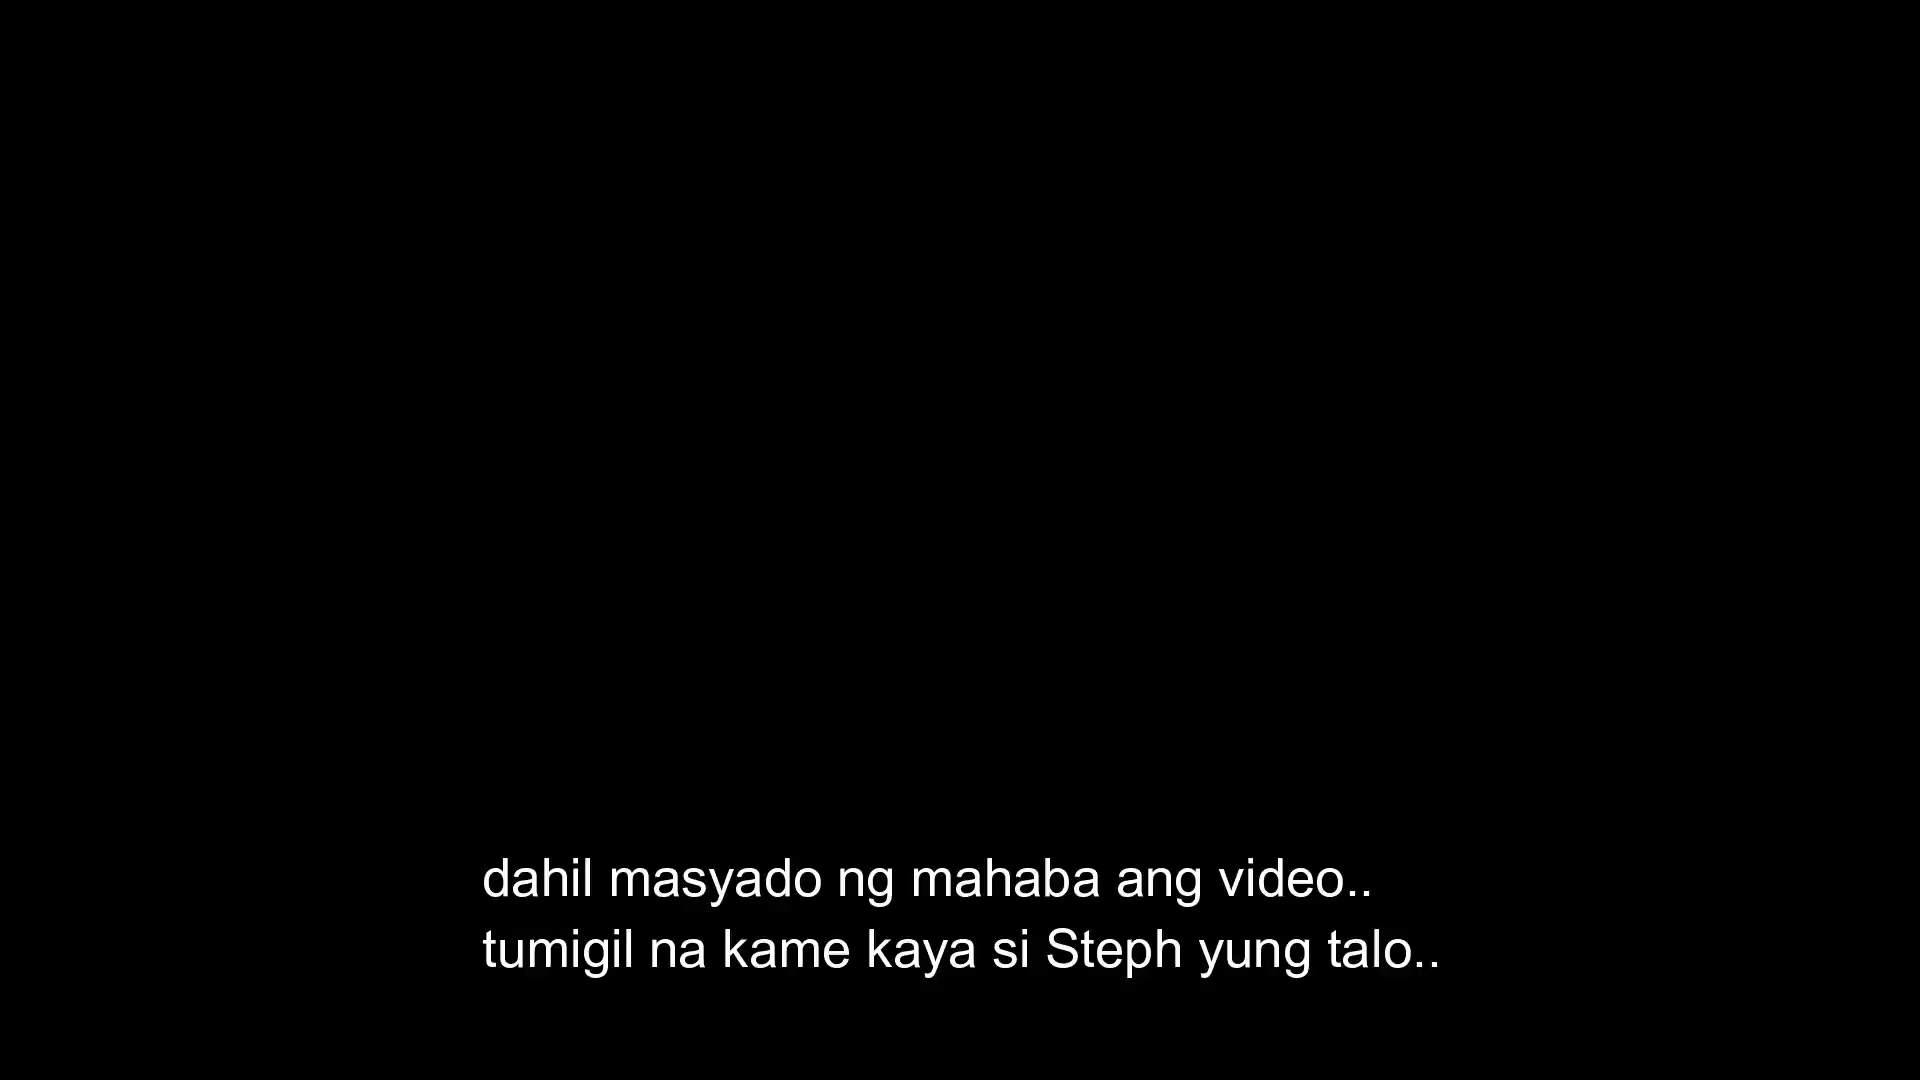 dahil masyado ng mahaba ang video..
tumigil na kame kaya si Steph yung talo..